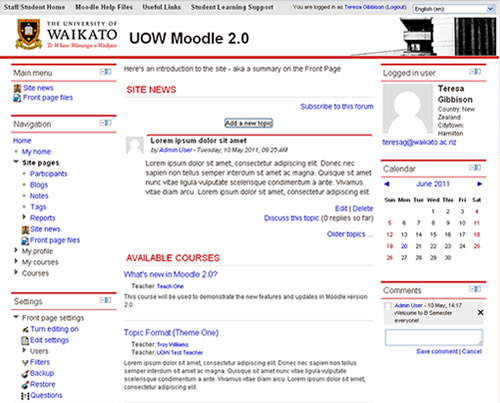 Staff Student Home Moodle Help Files Useful Links Student Learning Support
You are logged in as Teresa Gibbison (Logout) English (en)
THE UNIVERSITY OF
WAIKATO
Te Whare Wānanga o Waikato
UOW Moodle 2.0
Main menu
Site news
Front page files
Navigation
Home
My home
Site pages
Participants
Blogs
Notes
Tags
Reports
Site news
Front page files
My profile
My courses
Courses
Settings
Front page settings
Turn editing on
Edit settings
Users
Filters
Backup
Restore
Questions
Here's an introduction to the site - aka a summary on the Front Page
SITE NEWS
Subscribe to this forum
Add a new topic
Lorem ipsum dolor sit amet
by Admin User - Tuesday, 10 May 2011, 09:25 AM
Lorem ipsum dolor sit amet, consectetur adipiscing elit. Donec nec
sapien non tellus semper interdum sit amet ac magna. Quisque sit amet
nunc vitae ligula vulputate scelerisque condimentum a ante. Vivamus
vitae diam arcu. Lorem ipsum dolor sit amet, consectetur adipiscing elit.
Edit | Delete
Discuss this topic (0 replies so far)
Older topics ...
AVAILABLE COURSES
What's new in Moodle 2.0?
Teacher: Teach One
This course will be used to demonstrate the new features and updates in Moodle version
2.0
Topic Format (Theme One)
Teacher: Troy Williams
Teacher: UOW Test Teacher
Lorem ipsum dolor sit amet, consectetur adipiscing elit. Donec nec sapien non tellus
semper interdum sit amet ac magna. Quisque sit amet nunc vitae ligula vulputate
scelerisque condimentum a ante. Vivamus vitae diam arcu. Lorem ipsum dolor sit amet,
consectetur adipiscing elit
Logged in user
Teresa
Gibbison
Country: New
Zealand
City/town:
Hamilton
teresag@waikato.ac.nz
Calendar
June 2011
Sun Mon Tue Wed Thu Fri Sat
1 2 3 4
5 6 7 8 9 10 11
12 13 14 15 16 17 18
19 20 21 22 23 24 25
26 27 28 29 30
Comments
Admin User - 10 May, 14:17
Welcome to B Semester
everyone!
Save comment | Cancel